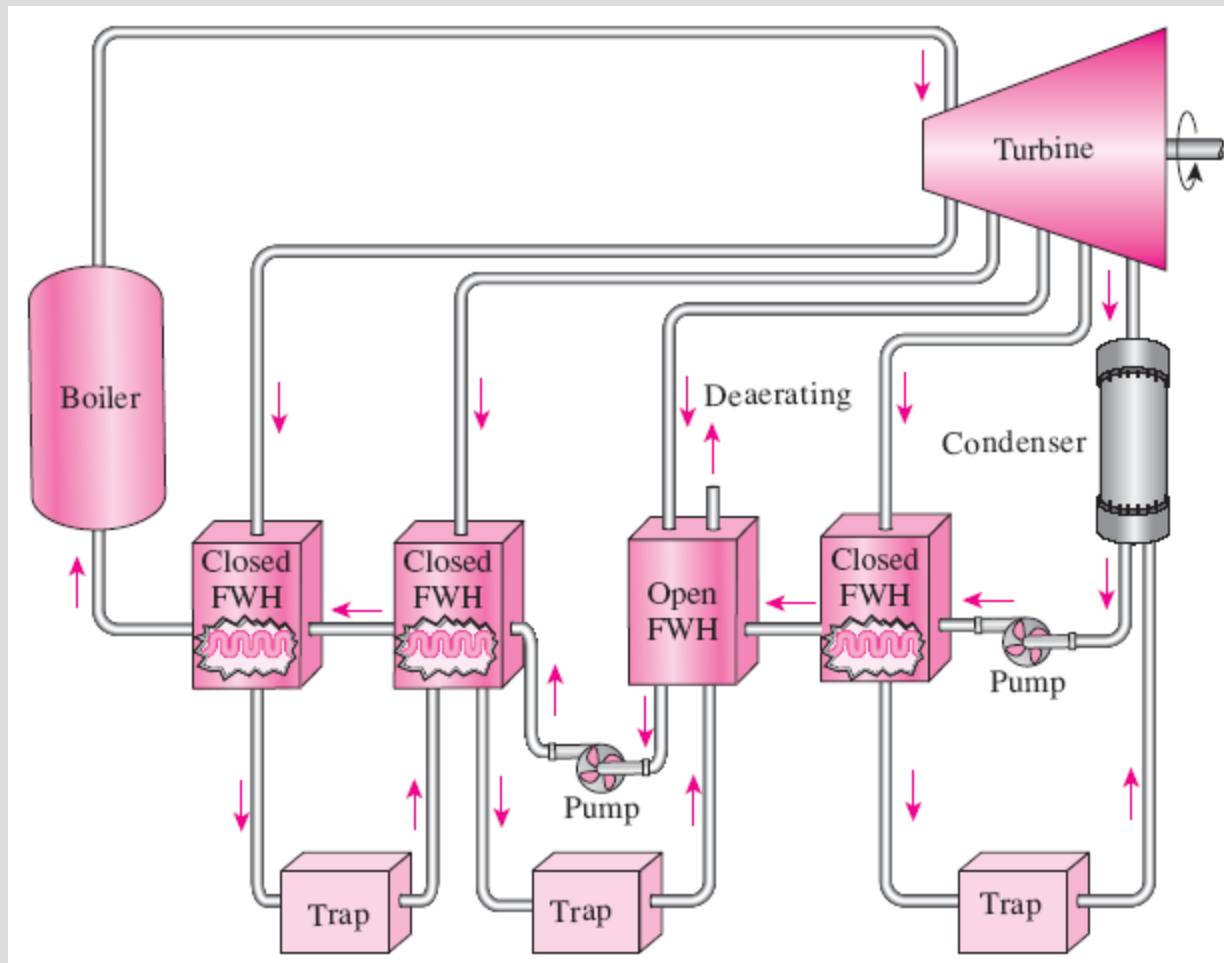 Turbine
Boiler
Deaerating
Condenser
Closed
FWH
Closed
FWH
Open
FWH
Closed
FWH
Pump
Pump
Trap
Trap
Trap